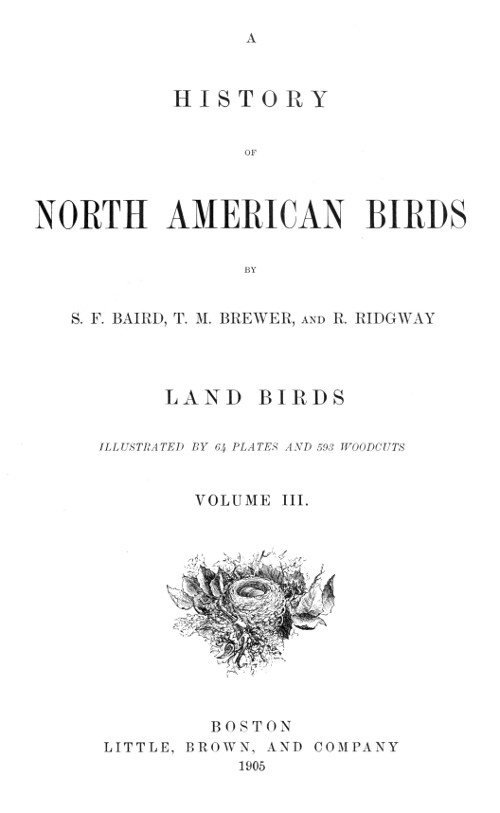 A
HISTORY
OF
NORTH AMERICAN BIRDS
BY
S. F. BAIRD, T. M. BREWER, AND R. RIDGWAY
LAND BIRDS
ILLUSTRATED BY 64 PLATES AND 593 WOODCUTS
VOLUME III.
BOSTON
LITTLE, BROWN, AND COMPANY
1905